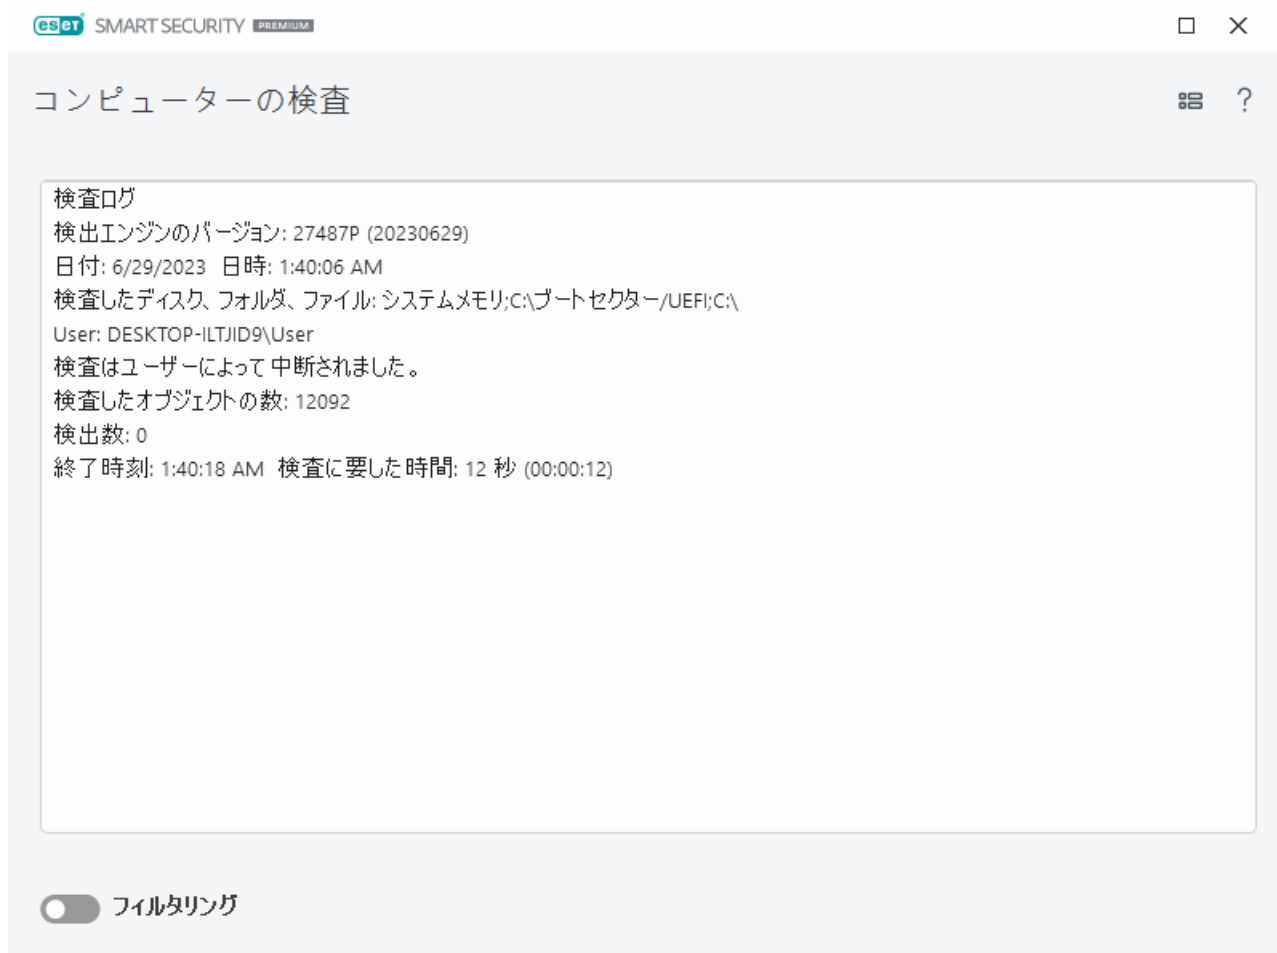 eset SMART SECURITY PREMIUM
コンピューターの検査
?
検査ログ
検出エンジンのバージョン: 27487P (20230629)
日付: 6/29/2023 日時: 1:40:06 AM
検査したディスク、フォルダ、ファイル: システムメモリ;C:\ブートセクター/UEFI;C:\
User: DESKTOP-ILTJID9\User
検査はユーザーによって中断されました。
検査したオブジェクトの数: 12092
検出数: 0
終了時刻: 1:40:18 AM 検査に要した時間: 12 秒 (00:00:12)
フィルタリング